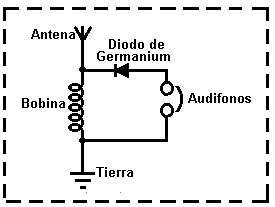 Antena
Diodo de
Germanium
Bobina
Audifonos
Tierra